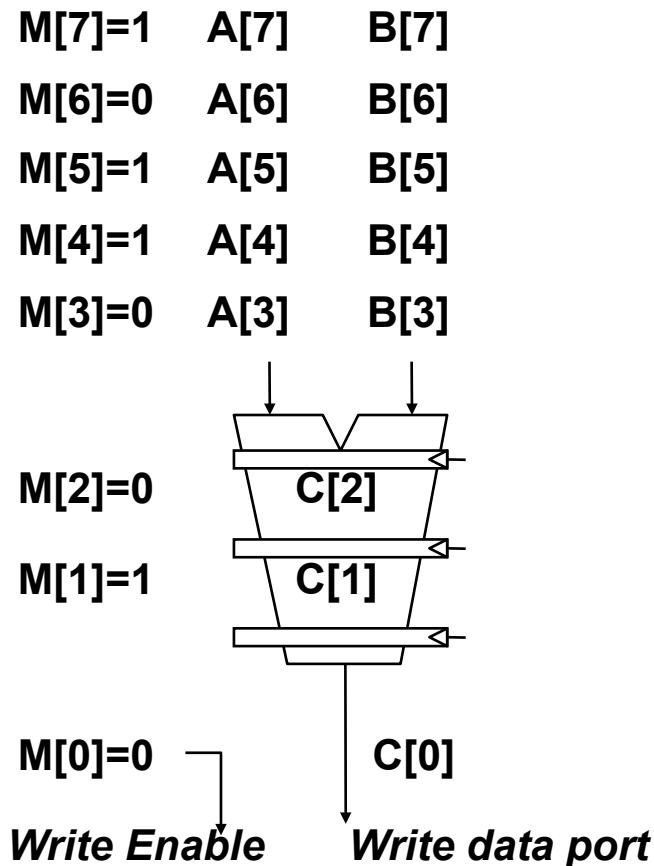 M[7]=1 A[7] B[7]
M[6]=0 A[6] B[6]
M[5]=1 A[5] B[5]
M[4]=1 A[4] B[4]
M[3]=0 A[3] B[3]
M[2]=0 C[2]
M[1]=1 C[1]
M[0]=0 C[0]
Write Enable Write data port